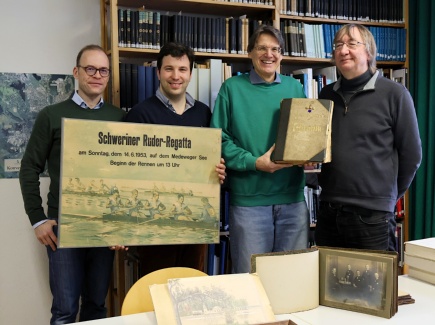 Schweriner Ruder-Regatta
am Sonntag, dem 14.6.1953, auf dem Medeweger See
Beginn der Rennen um 13 Uhr